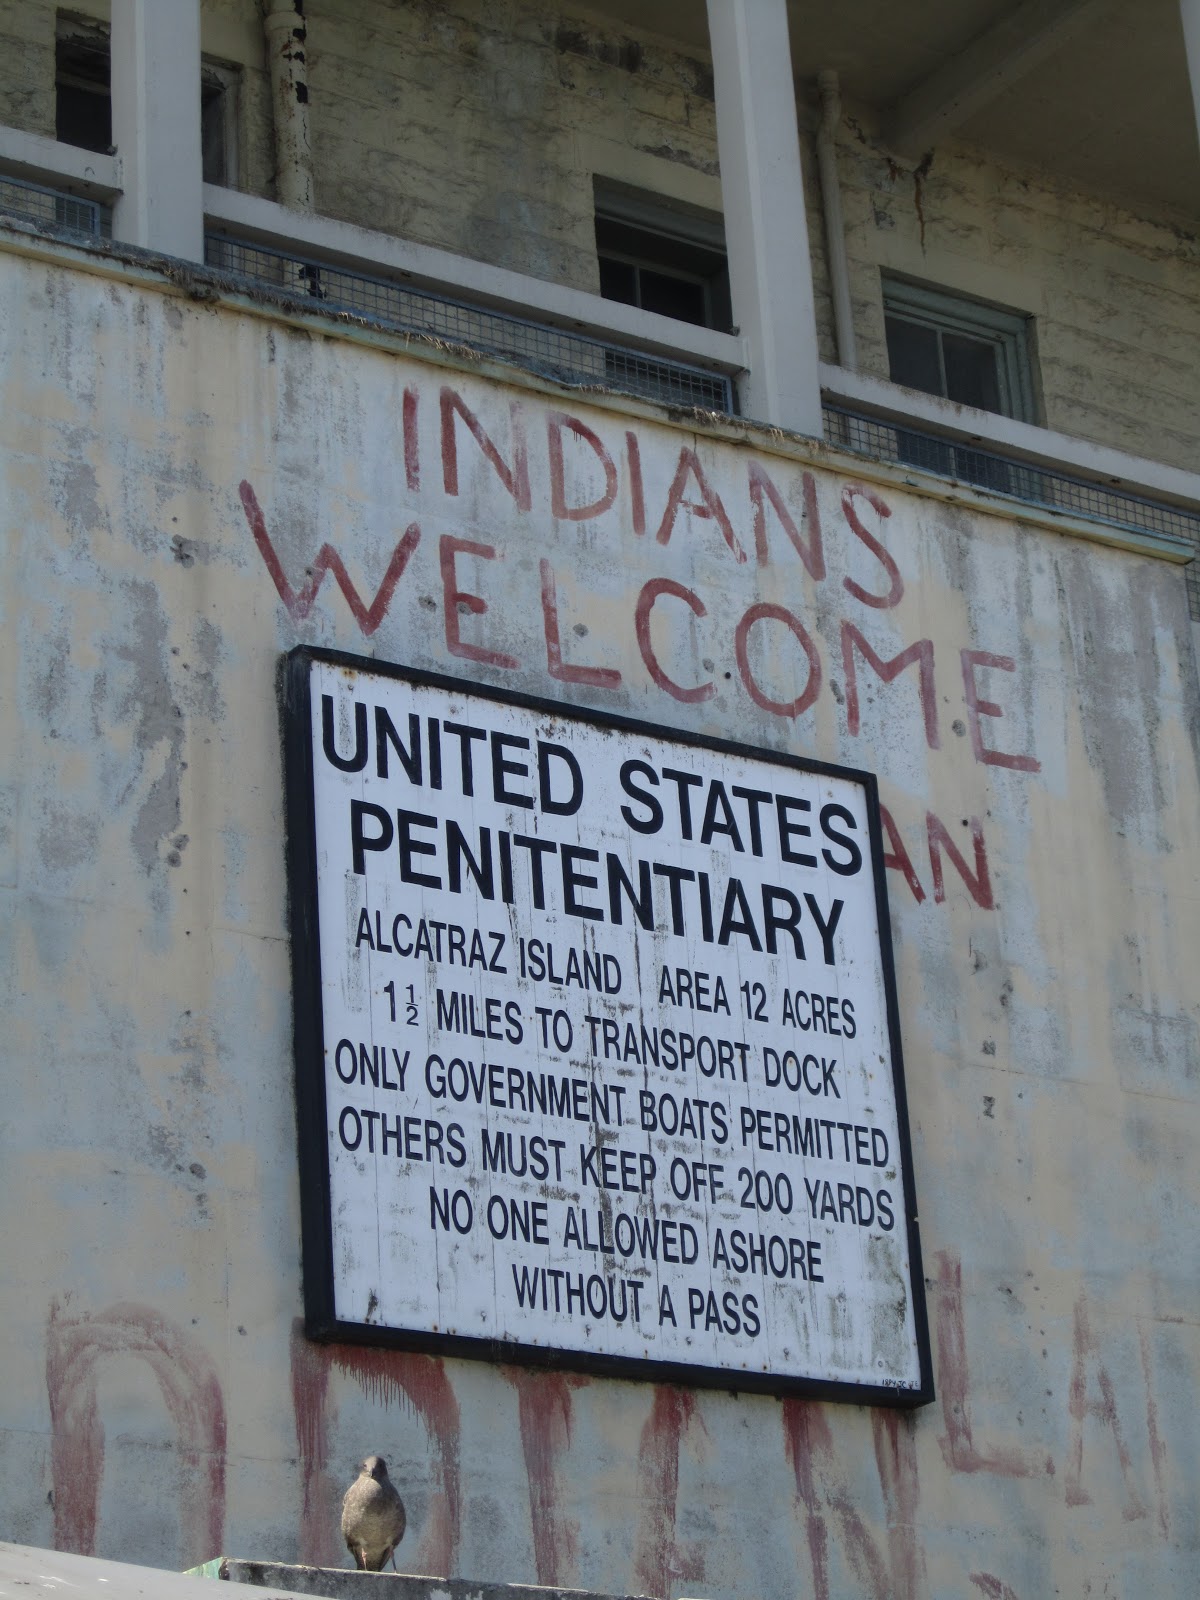 INDIANS
WELCOME
UNITED STATES
PENITENTIARY
ALCATRAZ ISLAND AREA 12 ACRES
1½ MILES TO TRANSPORT DOCK
ONLY GOVERNMENT BOATS PERMITTED
OTHERS MUST KEEP OFF 200 YARDS
NO ONE ALLOWED ASHORE
WITHOUT A PASS